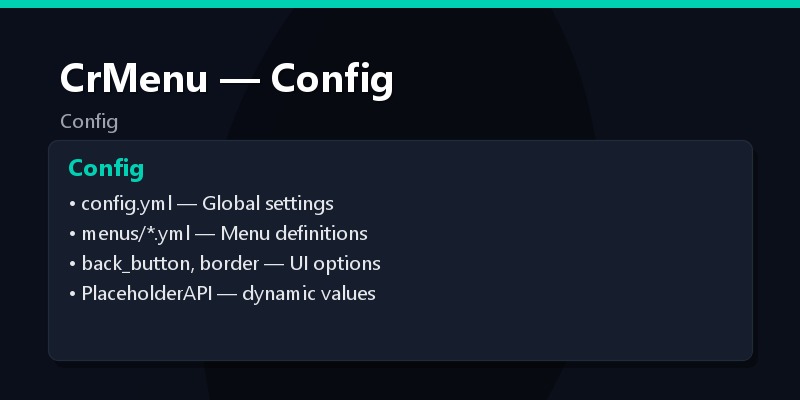 CrMenu — Config
Config
Config
• config.yml — Global settings
• menus/*.yml — Menu definitions
• back_button, border — UI options
• PlaceholderAPI — dynamic values